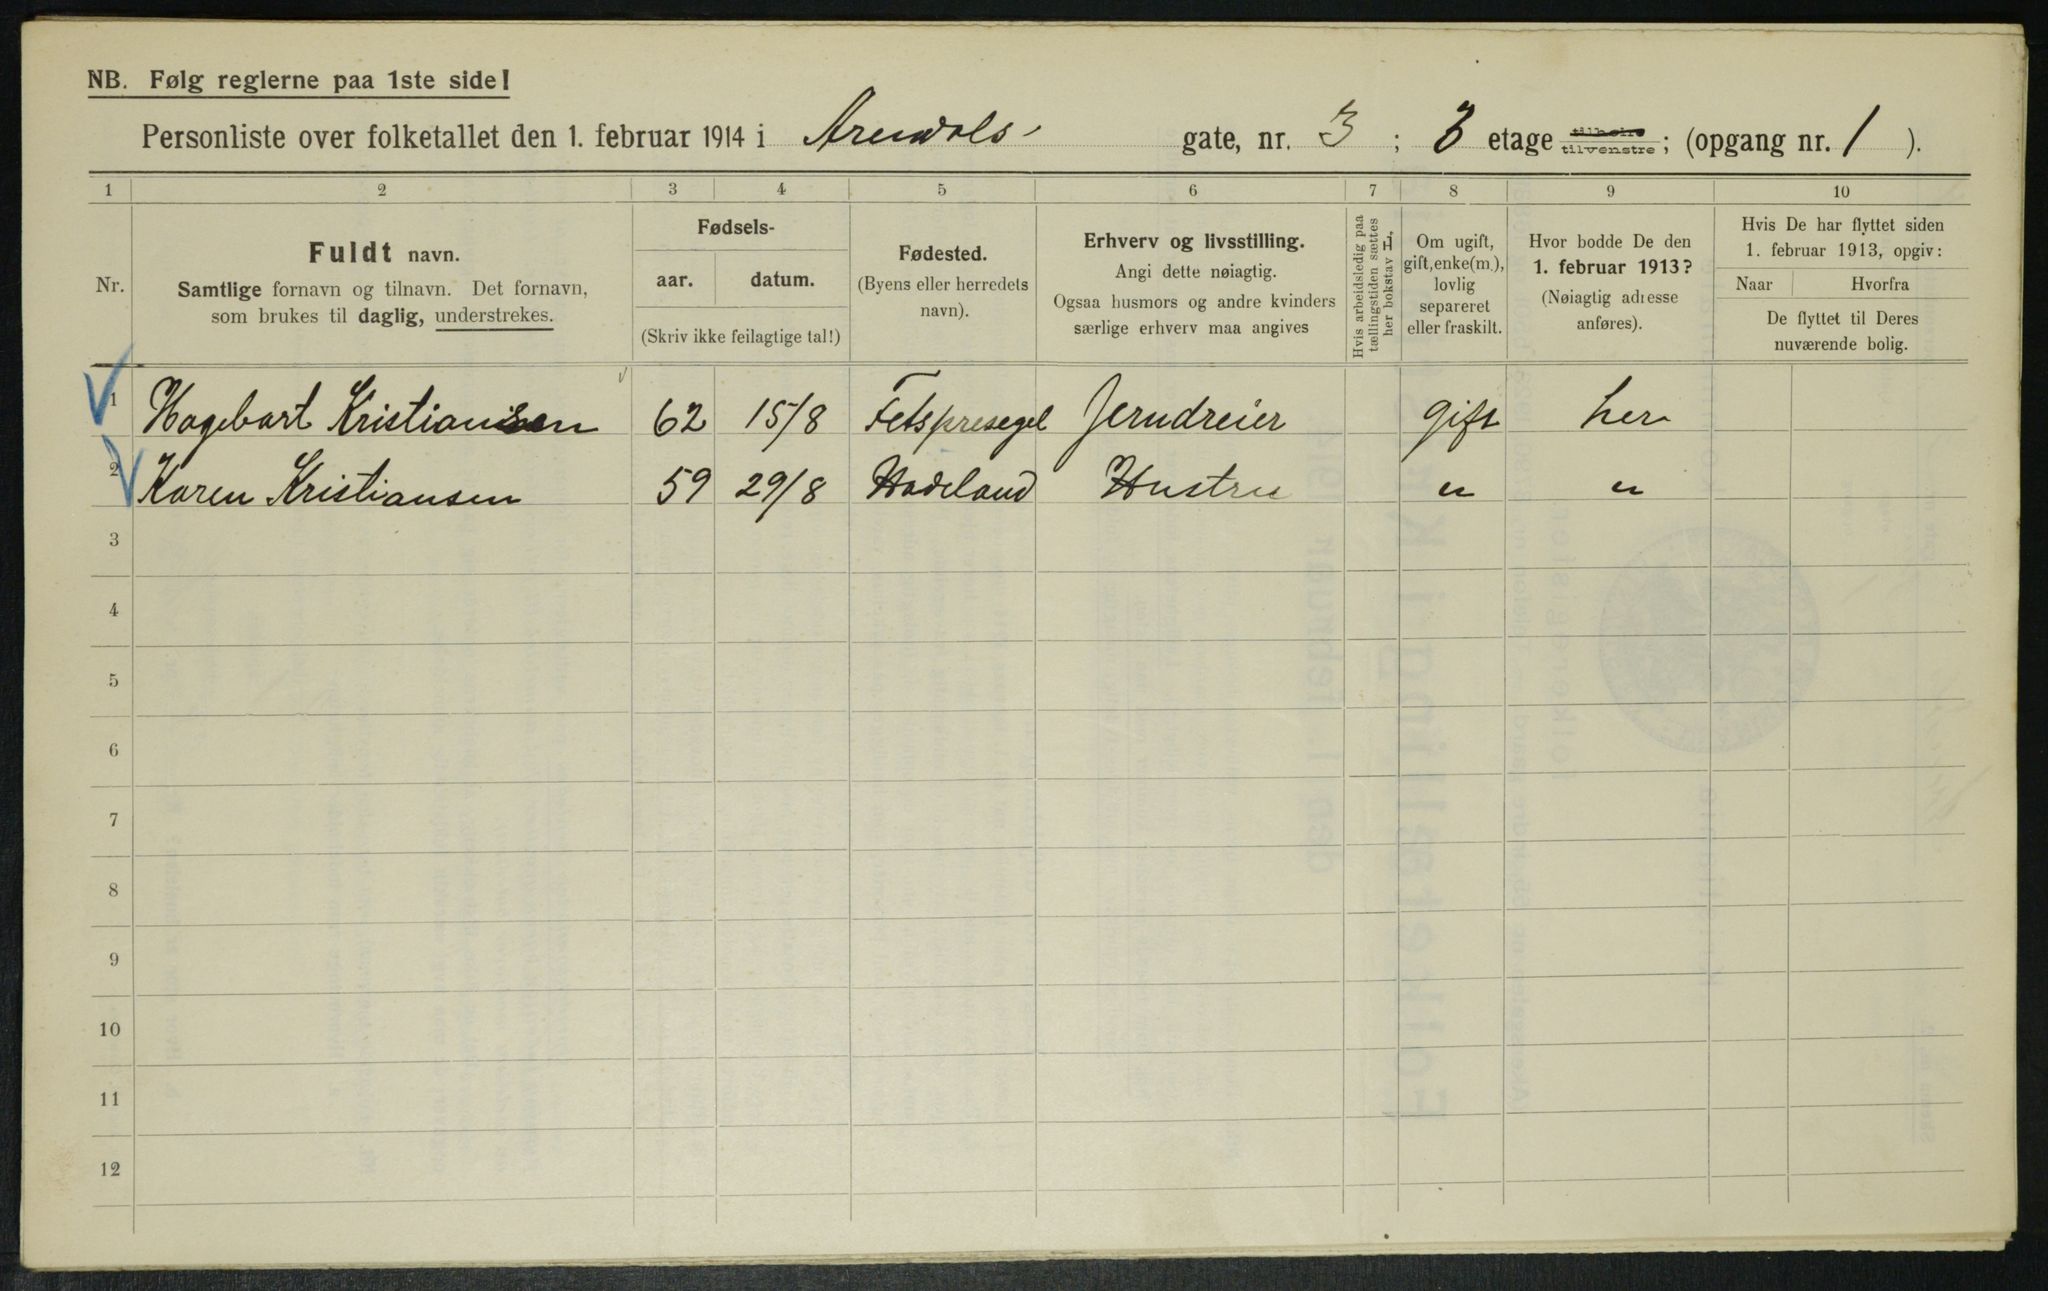 NB. Følg reglerne paa 1ste side!
Personliste over folketallet den 1. februar 1914 i Arendals- gate, nr. 3 ; 3 etage tilhøire tilvenstre; (opgang nr. 1 ).
1 2 3 4 5 6 7 8 9 10
Nr.
Fuldt navn.
Samtlige fornavn og tilnavn. Det fornavn,
som brukes til daglig, understrekes.
Fødsels-
aar. datum.
(Skriv ikke feilagtige tal!)
Fødested.
(Byens eller herredets
navn).
Erhverv og livsstilling.
Angi dette nøiagtig.
Ogsaa husmors og andre kvinders
særlige erhverv maa angives
Hvis arbeidsledig paa
tællingstiden sættes
her bokstav L.
Om ugift,
gift, enke(m.),
lovlig
separeret
eller fraskilt.
Hvor bodde De den
1. februar 1913?
(Nøiagtig adresse
anføres).
Hvis De har flyttet siden
1. februar 1913, opgiv:
Naar Hvorfra
De flyttet til Deres
nuværende bolig.
1 Hagebart Kristiansen 62 15/8 Fetspresegel Jerndreier gift her
2 Karen Kristiansen 59 29/8 Hadeland Hustru " "
3
4
5
6
7
8
9
10
11
12